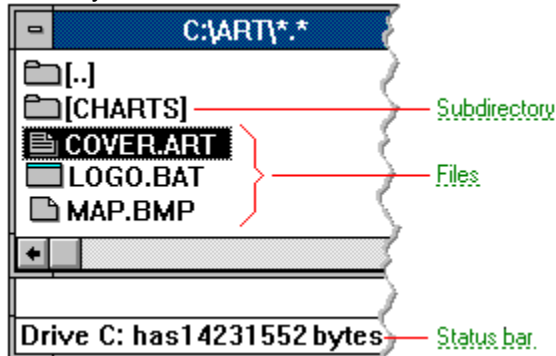 C:\ART\*.*
[..]
[CHARTS]
Subdirectory
COVER.ART
LOGO.BAT
Files
MAP.BMP
Drive C: has14231552 bytes
Status bar